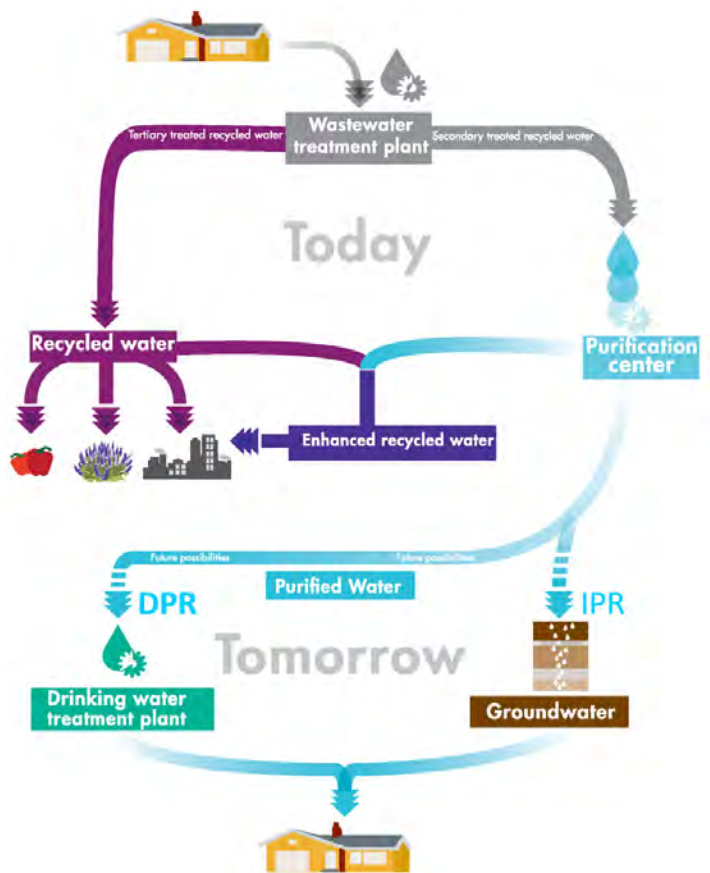 Tertiary treated recycled water
Wastewater
treatment plant
Secondary treated recycled water
Today
Recycled water
Purification
center
Enhanced recycled water
Future possibilities
Future possibilities
Purified Water
DPR
IPR
Tomorrow
Drinking water
treatment plant
Groundwater